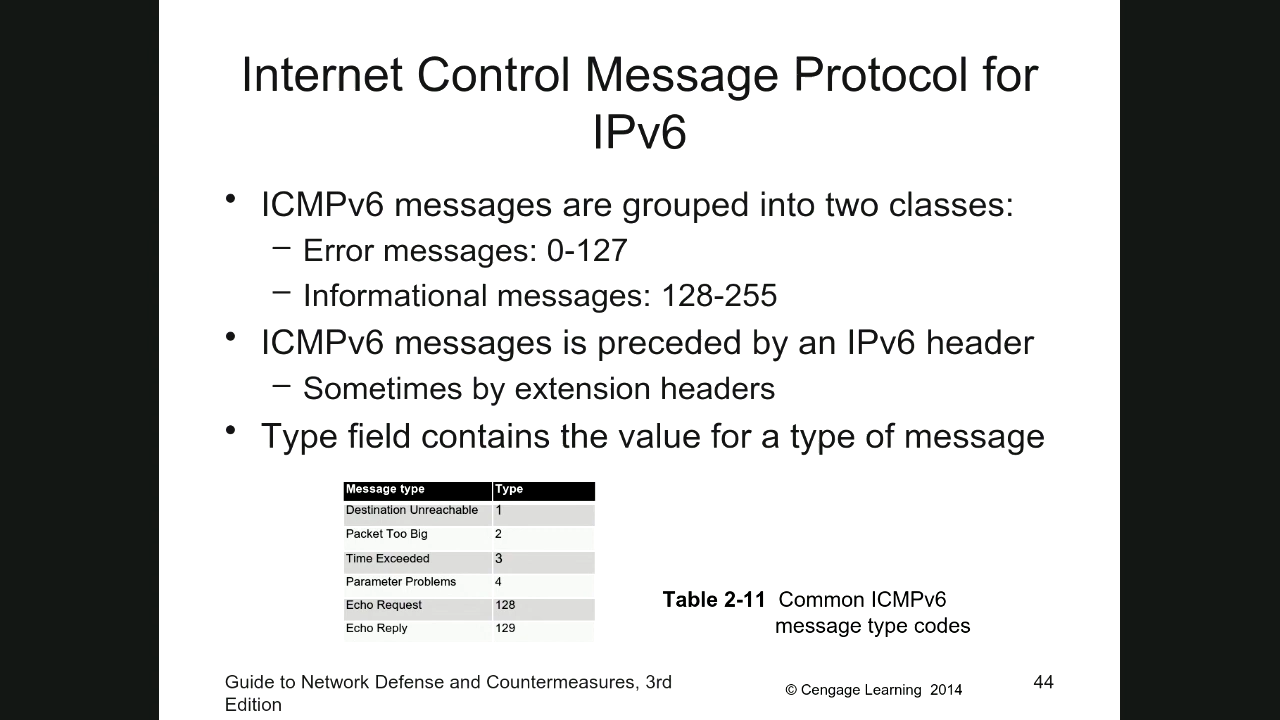 Internet Control Message Protocol for
IPv6
• ICMPv6 messages are grouped into two classes:
– Error messages: 0-127
– Informational messages: 128-255
• ICMPv6 messages is preceded by an IPv6 header
– Sometimes by extension headers
• Type field contains the value for a type of message
Message type Type
Destination Unreachable 1
Packet Too Big 2
Time Exceeded 3
Parameter Problems 4
Echo Request 128
Echo Reply 129
Table 2-11 Common ICMPv6
message type codes
Guide to Network Defense and Countermeasures, 3rd
Edition
© Cengage Learning 2014
44